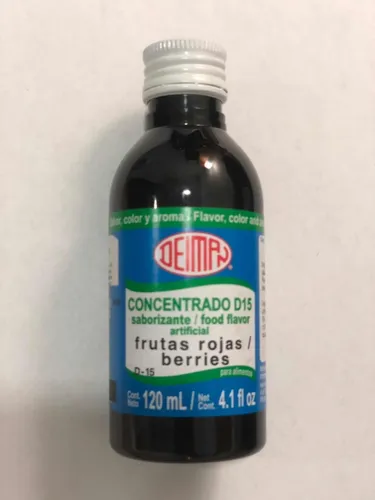 color y aroma - Flavor, color and
DEIMAN®
CONCENTRADO D15
saborizante / food flavor
artificial
frutas rojas /
berries
D-15
para alimentos
Cont. Neto 120 mL / Net Cont. 4.1 fl oz